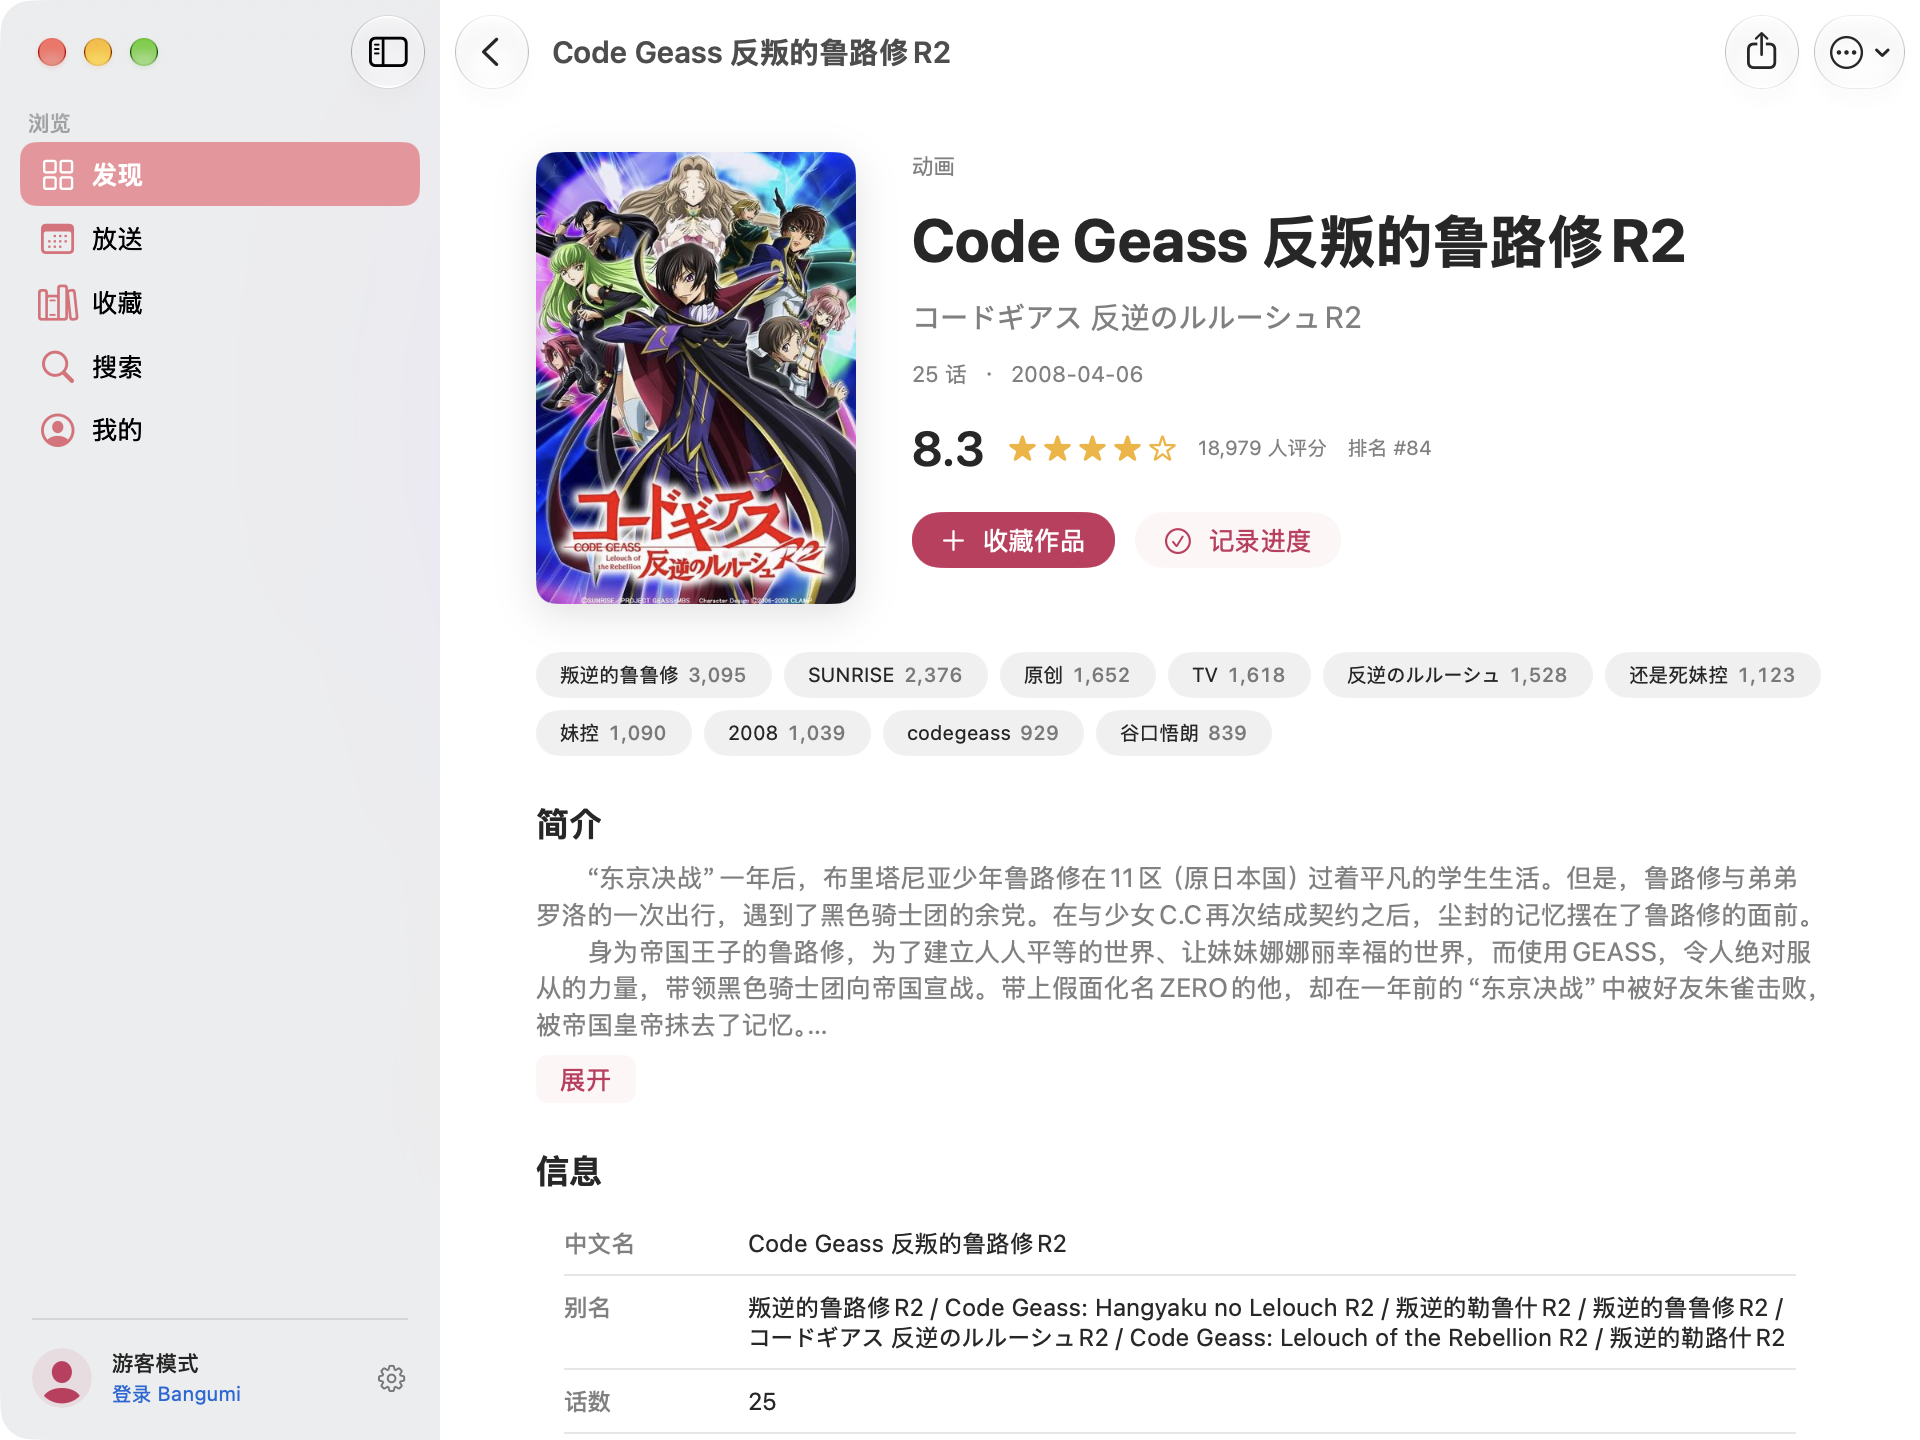 浏览
发现
放送
收藏
搜索
我的
游客模式
登录 Bangumi
Code Geass 反叛的鲁路修R2
コードギアス
CODE GEASS
Lelouch of
the Rebellion
反逆のルルーシュ R2
©SUNRISE/PROJECT GEASS・MBS Character Design ©2006-2008 CLAMP
动画
Code Geass 反叛的鲁路修R2
コードギアス 反逆のルルーシュR2
25 话 · 2008-04-06
8.3 ★★★★☆ 18,979 人评分 排名 #84
收藏作品 记录进度
叛逆的鲁鲁修 3,095 SUNRISE 2,376 原创 1,652 TV 1,618 反逆のルルーシュ 1,528 还是死妹控 1,123
妹控 1,090 2008 1,039 codegeass 929 谷口悟朗 839
简介
“东京决战”一年后，布里塔尼亚少年鲁路修在11区（原日本国）过着平凡的学生生活。但是，鲁路修与弟弟
罗洛的一次出行，遇到了黑色骑士团的余党。在与少女C.C再次结成契约之后，尘封的记忆摆在了鲁路修的面前。
身为帝国王子的鲁路修，为了建立人人平等的世界、让妹妹娜娜丽幸福的世界，而使用GEASS，令人绝对服
从的力量，带领黑色骑士团向帝国宣战。带上假面化名ZERO的他，却在一年前的“东京决战”中被好友朱雀击败，
被帝国皇帝抹去了记忆。...
展开
信息
中文名 Code Geass 反叛的鲁路修R2
别名 叛逆的鲁路修R2 / Code Geass: Hangyaku no Lelouch R2 / 叛逆的勒鲁什R2 / 叛逆的鲁鲁修R2 /
コードギアス 反逆のルルーシュR2 / Code Geass: Lelouch of the Rebellion R2 / 叛逆的勒路什R2
话数 25